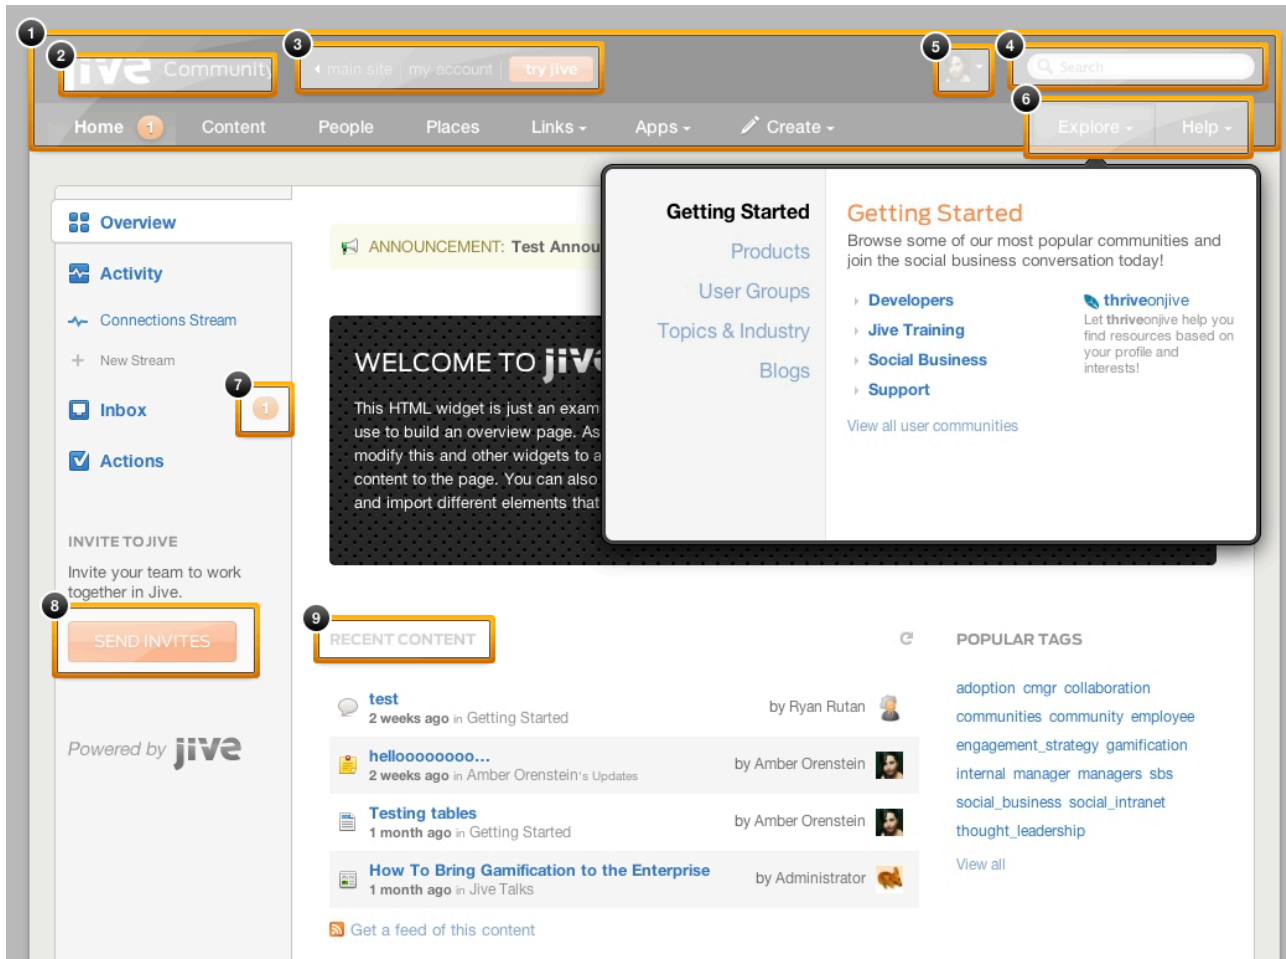 1
2
3
5
4
jive Community
main site | my account | try jive
Search
6
Home 1 Content People Places Links Apps Create Explore Help
Overview
Activity
Connections Stream
New Stream
7
Inbox 1
Actions
INVITE TO JIVE
Invite your team to work
together in Jive.
8
SEND INVITES
Powered by jive
ANNOUNCEMENT: Test Annou
WELCOME TO jiv
This HTML widget is just an exam
use to build an overview page. As
modify this and other widgets to a
content to the page. You can also
and import different elements that
Getting Started
Products
User Groups
Topics & Industry
Blogs
Getting Started
Browse some of our most popular communities and
join the social business conversation today!
Developers
Jive Training
Social Business
Support
View all user communities
thriveonjive
Let thriveonjive help you
find resources based on
your profile and
interests!
9
RECENT CONTENT
test
2 weeks ago in Getting Started
by Ryan Rutan
helloooooooo...
2 weeks ago in Amber Orenstein's Updates
by Amber Orenstein
Testing tables
1 month ago in Getting Started
by Amber Orenstein
How To Bring Gamification to the Enterprise
1 month ago in Jive Talks
by Administrator
Get a feed of this content
POPULAR TAGS
adoption cmgr collaboration
communities community employee
engagement_strategy gamification
internal manager managers sbs
social_business social_intranet
thought_leadership
View all